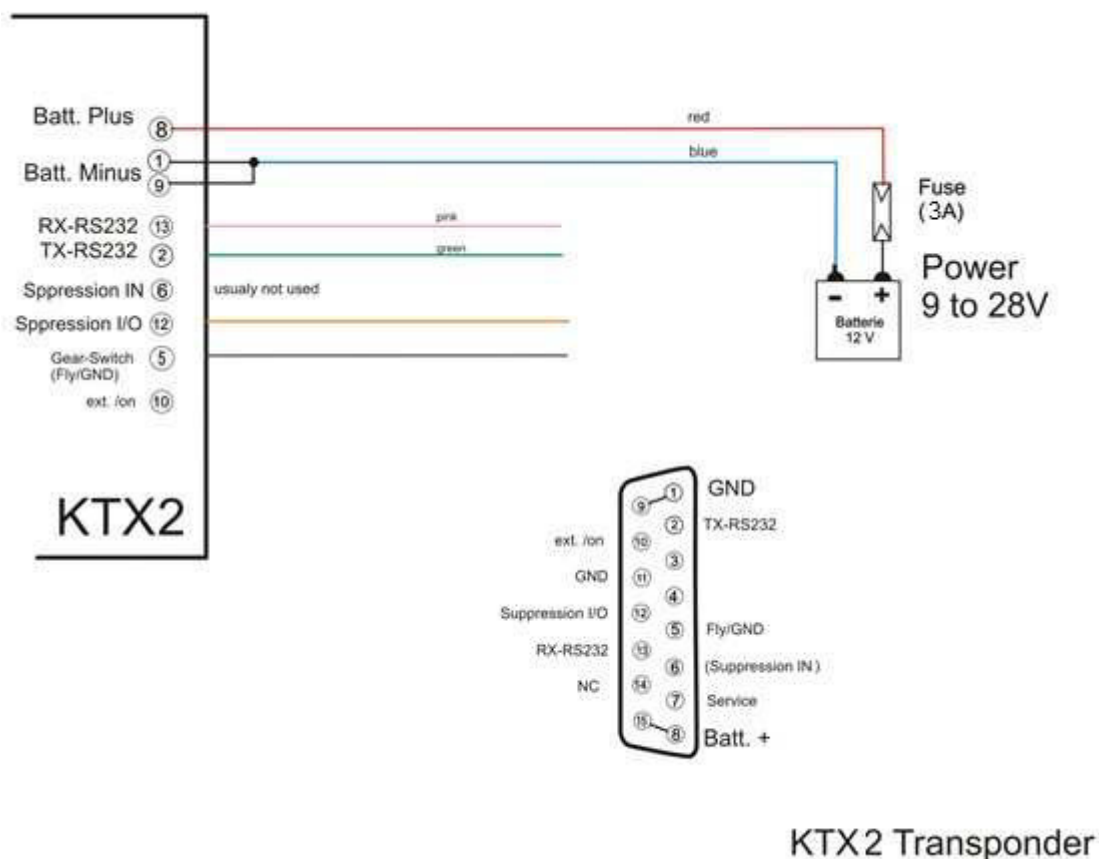 Batt. Plus 8
red
1
Batt. Minus
9
blue
Fuse
(3A)
RX-RS232 13
pink
TX-RS232 2
green
Power
9 to 28V
- +
Batterie
12 V
Sppression IN 6 usualy not used
Sppression I/O 12
Gear-Switch 5
(Fly/GND)
ext. /on 10
KTX2
1 GND
9
2 TX-RS232
ext. /on 10
3
GND 11
4
Suppression I/O 12
5 Fly/GND
RX-RS232 13
6 (Suppression IN )
NC 14
7 Service
15
8 Batt. +
KTX2 Transponder